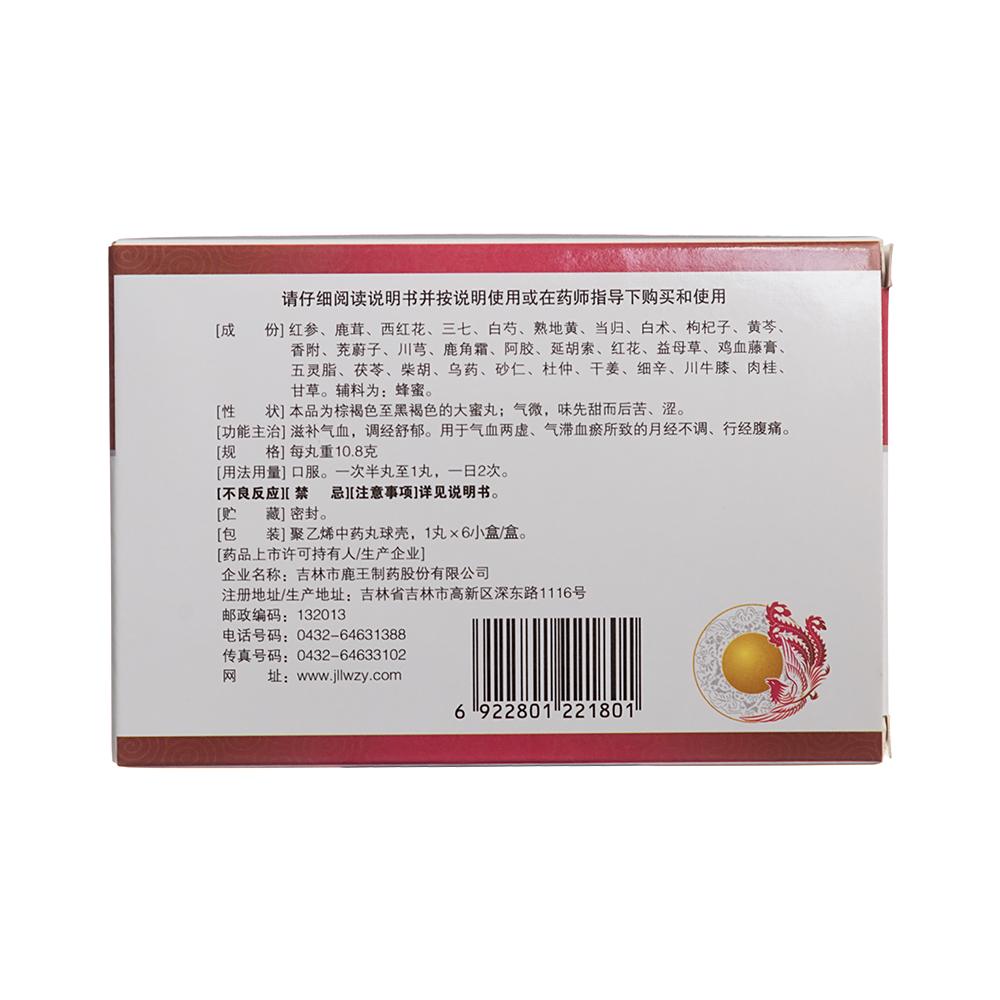 请仔细阅读说明书并按说明使用或在药师指导下购买和使用
[成 份] 红参、鹿茸、西红花、三七、白芍、熟地黄、当归、白术、枸杞子、黄芩、
香附、茺蔚子、川芎、鹿角霜、阿胶、延胡索、红花、益母草、鸡血藤膏、
五灵脂、茯苓、柴胡、乌药、砂仁、杜仲、干姜、细辛、川牛膝、肉桂、
甘草。辅料为：蜂蜜。
[性 状] 本品为棕褐色至黑褐色的大蜜丸；气微，味先甜而后苦、涩。
[功能主治] 滋补气血，调经舒郁。用于气血两虚、气滞血瘀所致的月经不调、行经腹痛。
[规 格] 每丸重10.8克
[用法用量] 口服。一次半丸至1丸，一日2次。
[不良反应][ 禁 忌][注意事项]详见说明书。
[贮 藏] 密封。
[包 装] 聚乙烯中药丸球壳，1丸×6小盒/盒。
[药品上市许可持有人/生产企业]
企业名称：吉林市鹿王制药股份有限公司
注册地址/生产地址：吉林省吉林市高新区深东路1116号
邮政编码：132013
电话号码：0432-64631388
传真号码：0432-64633102
网 址：www.jllwzy.com
6 922801 221801